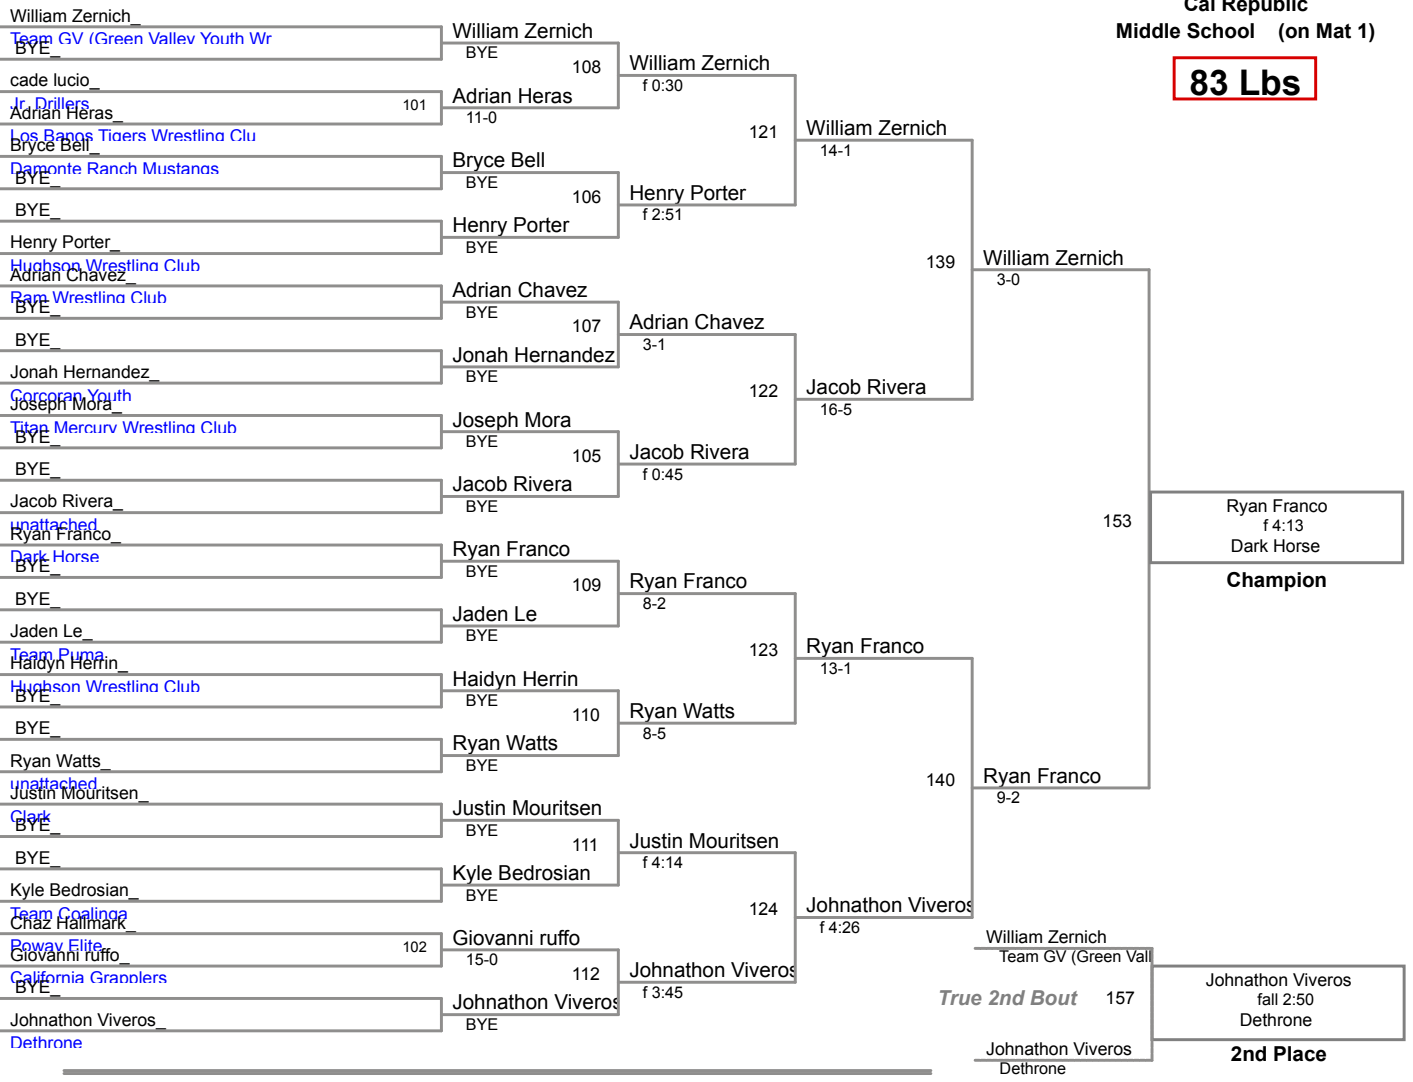 Cal Republic
Middle School (on Mat 1)
83 Lbs
William Zernich_
Team GV (Green Valley Youth Wr
BYE_
cade lucio_
Jr. Drillers
101
Adrian Heras_
Los Banos Tigers Wrestling Clu
Bryce Bell_
Damonte Ranch Mustangs
BYE_
BYE_
Henry Porter_
Hughson Wrestling Club
Adrian Chavez_
Ram Wrestling Club
BYE_
BYE_
Jonah Hernandez_
Corcoran Youth
Joseph Mora_
Titan Mercury Wrestling Club
BYE_
BYE_
Jacob Rivera_
unattached
Ryan Franco_
Dark Horse
BYE_
BYE_
Jaden Le_
Team Puma
Haidyn Herrin_
Hughson Wrestling Club
BYE_
BYE_
Ryan Watts_
unattached
Justin Mouritsen_
Clark
BYE_
BYE_
Kyle Bedrosian_
Team Coalinga
Chaz Hallmark_
Poway Elite
102
Giovanni ruffo_
California Grapplers
BYE_
Johnathon Viveros_
Dethrone
William Zernich
BYE
108
Adrian Heras
11-0
Bryce Bell
BYE
106
Henry Porter
BYE
Adrian Chavez
BYE
107
Jonah Hernandez
BYE
Joseph Mora
BYE
105
Jacob Rivera
BYE
Ryan Franco
BYE
109
Jaden Le
BYE
Haidyn Herrin
BYE
110
Ryan Watts
BYE
Justin Mouritsen
BYE
111
Kyle Bedrosian
BYE
Giovanni ruffo
15-0
112
Johnathon Viveros
BYE
William Zernich
f 0:30
121
Henry Porter
f 2:51
Adrian Chavez
3-1
122
Jacob Rivera
f 0:45
Ryan Franco
8-2
123
Ryan Watts
8-5
Justin Mouritsen
f 4:14
124
Johnathon Viveros
f 3:45
William Zernich
14-1
139
Jacob Rivera
16-5
Ryan Franco
13-1
140
Johnathon Viveros
f 4:26
William Zernich
3-0
153
Ryan Franco
9-2
Ryan Franco
f 4:13
Dark Horse
Champion
William Zernich
Team GV (Green Vall
True 2nd Bout 157
Johnathon Viveros
Dethrone
Johnathon Viveros
fall 2:50
Dethrone
2nd Place